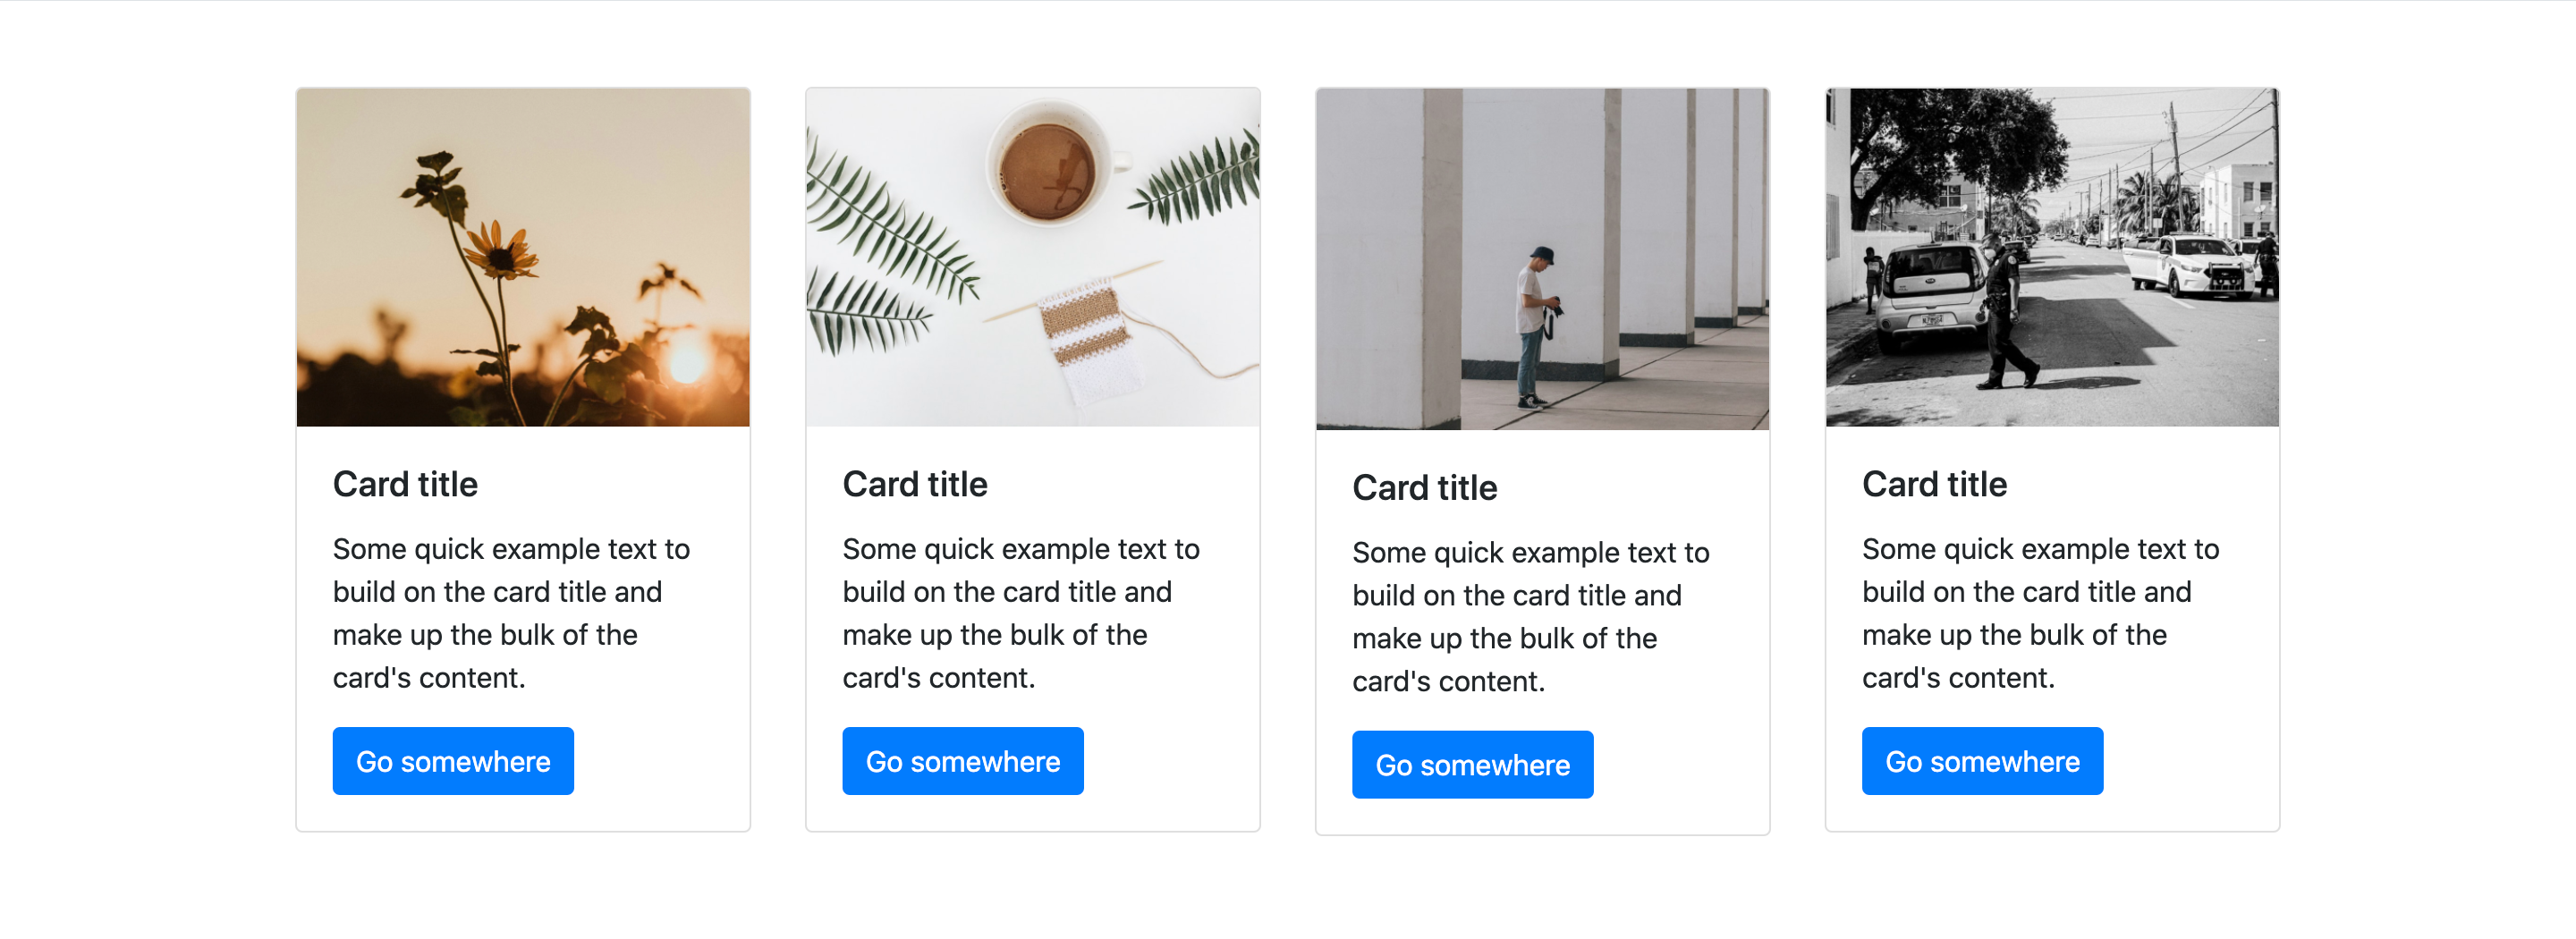 Card title
Some quick example text to
build on the card title and
make up the bulk of the
card's content.
Go somewhere
Card title
Some quick example text to
build on the card title and
make up the bulk of the
card's content.
Go somewhere
Card title
Some quick example text to
build on the card title and
make up the bulk of the
card's content.
Go somewhere
Card title
Some quick example text to
build on the card title and
make up the bulk of the
card's content.
Go somewhere